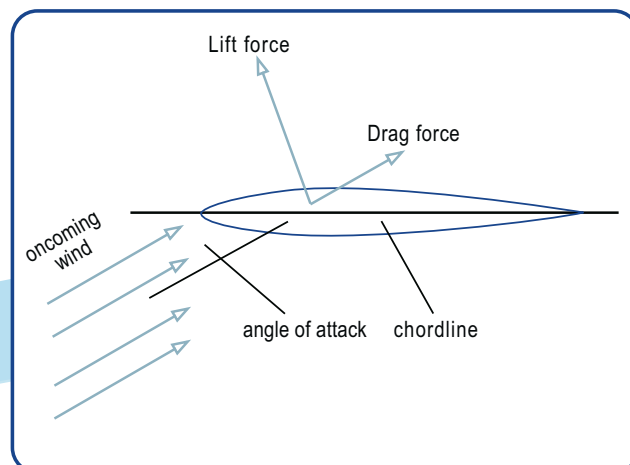 Lift force
Drag force
oncoming
wind
angle of attack
chordline